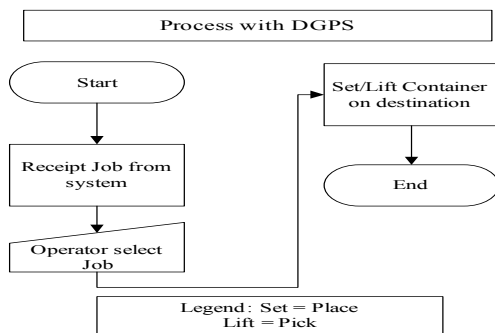 Process with DGPS
Start
Receipt Job from
system
Operator select
Job
Set/Lift Container
on destination
End
Legend: Set = Place
Lift = Pick